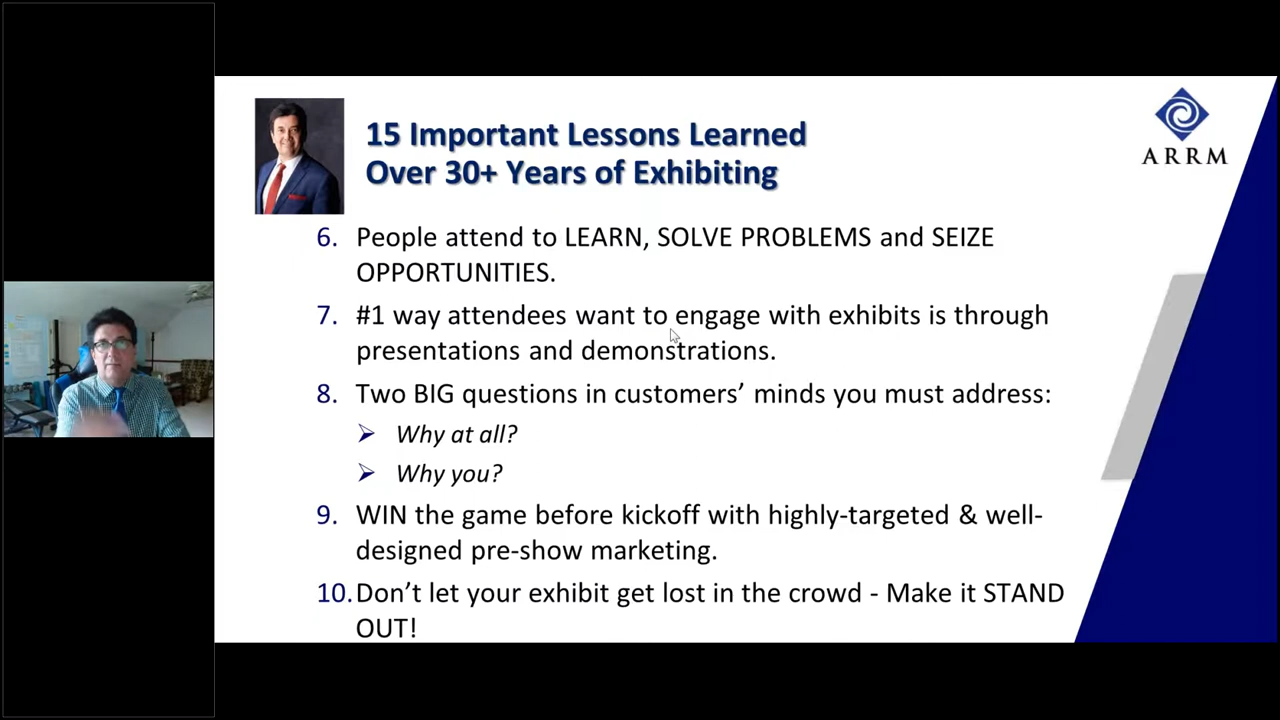 15 Important Lessons Learned
Over 30+ Years of Exhibiting
ARRM
6. People attend to LEARN, SOLVE PROBLEMS and SEIZE
OPPORTUNITIES.
7. #1 way attendees want to engage with exhibits is through
presentations and demonstrations.
8. Two BIG questions in customers’ minds you must address:
Why at all?
Why you?
9. WIN the game before kickoff with highly-targeted & well-
designed pre-show marketing.
10. Don’t let your exhibit get lost in the crowd - Make it STAND
OUT!